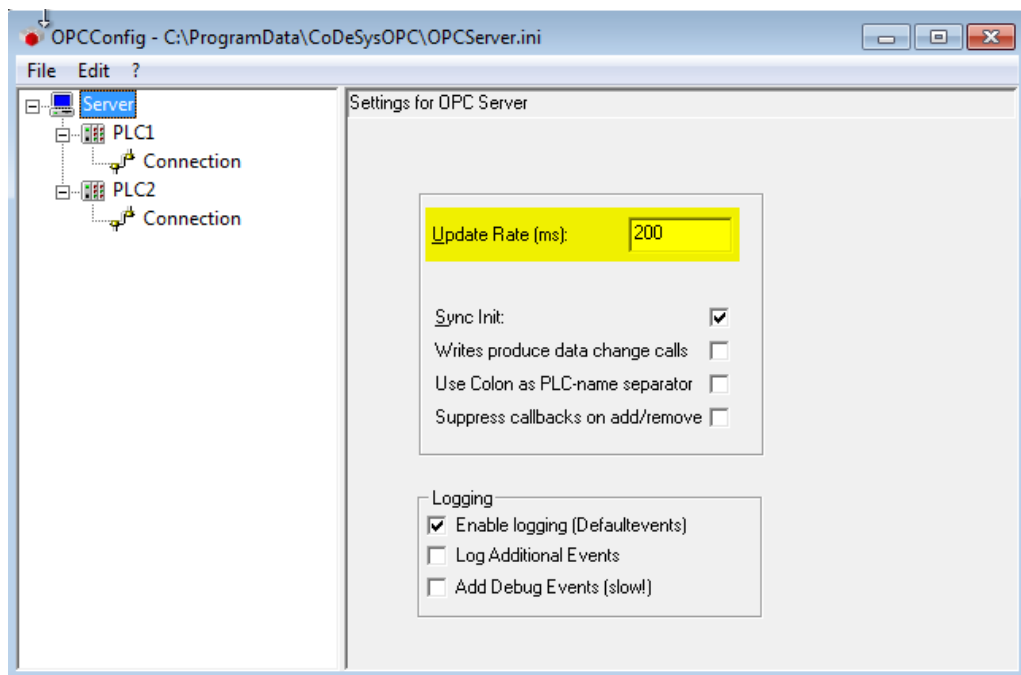 OPCConfig - C:\ProgramData\CoDeSysOPC\OPCServer.ini
File Edit ?
Server
PLC1
Connection
PLC2
Connection
Settings for OPC Server
Update Rate (ms): 200
Sync Init:
Writes produce data change calls
Use Colon as PLC-name separator
Suppress callbacks on add/remove
Logging
Enable logging (Defaultevents)
Log Additional Events
Add Debug Events (slow!)